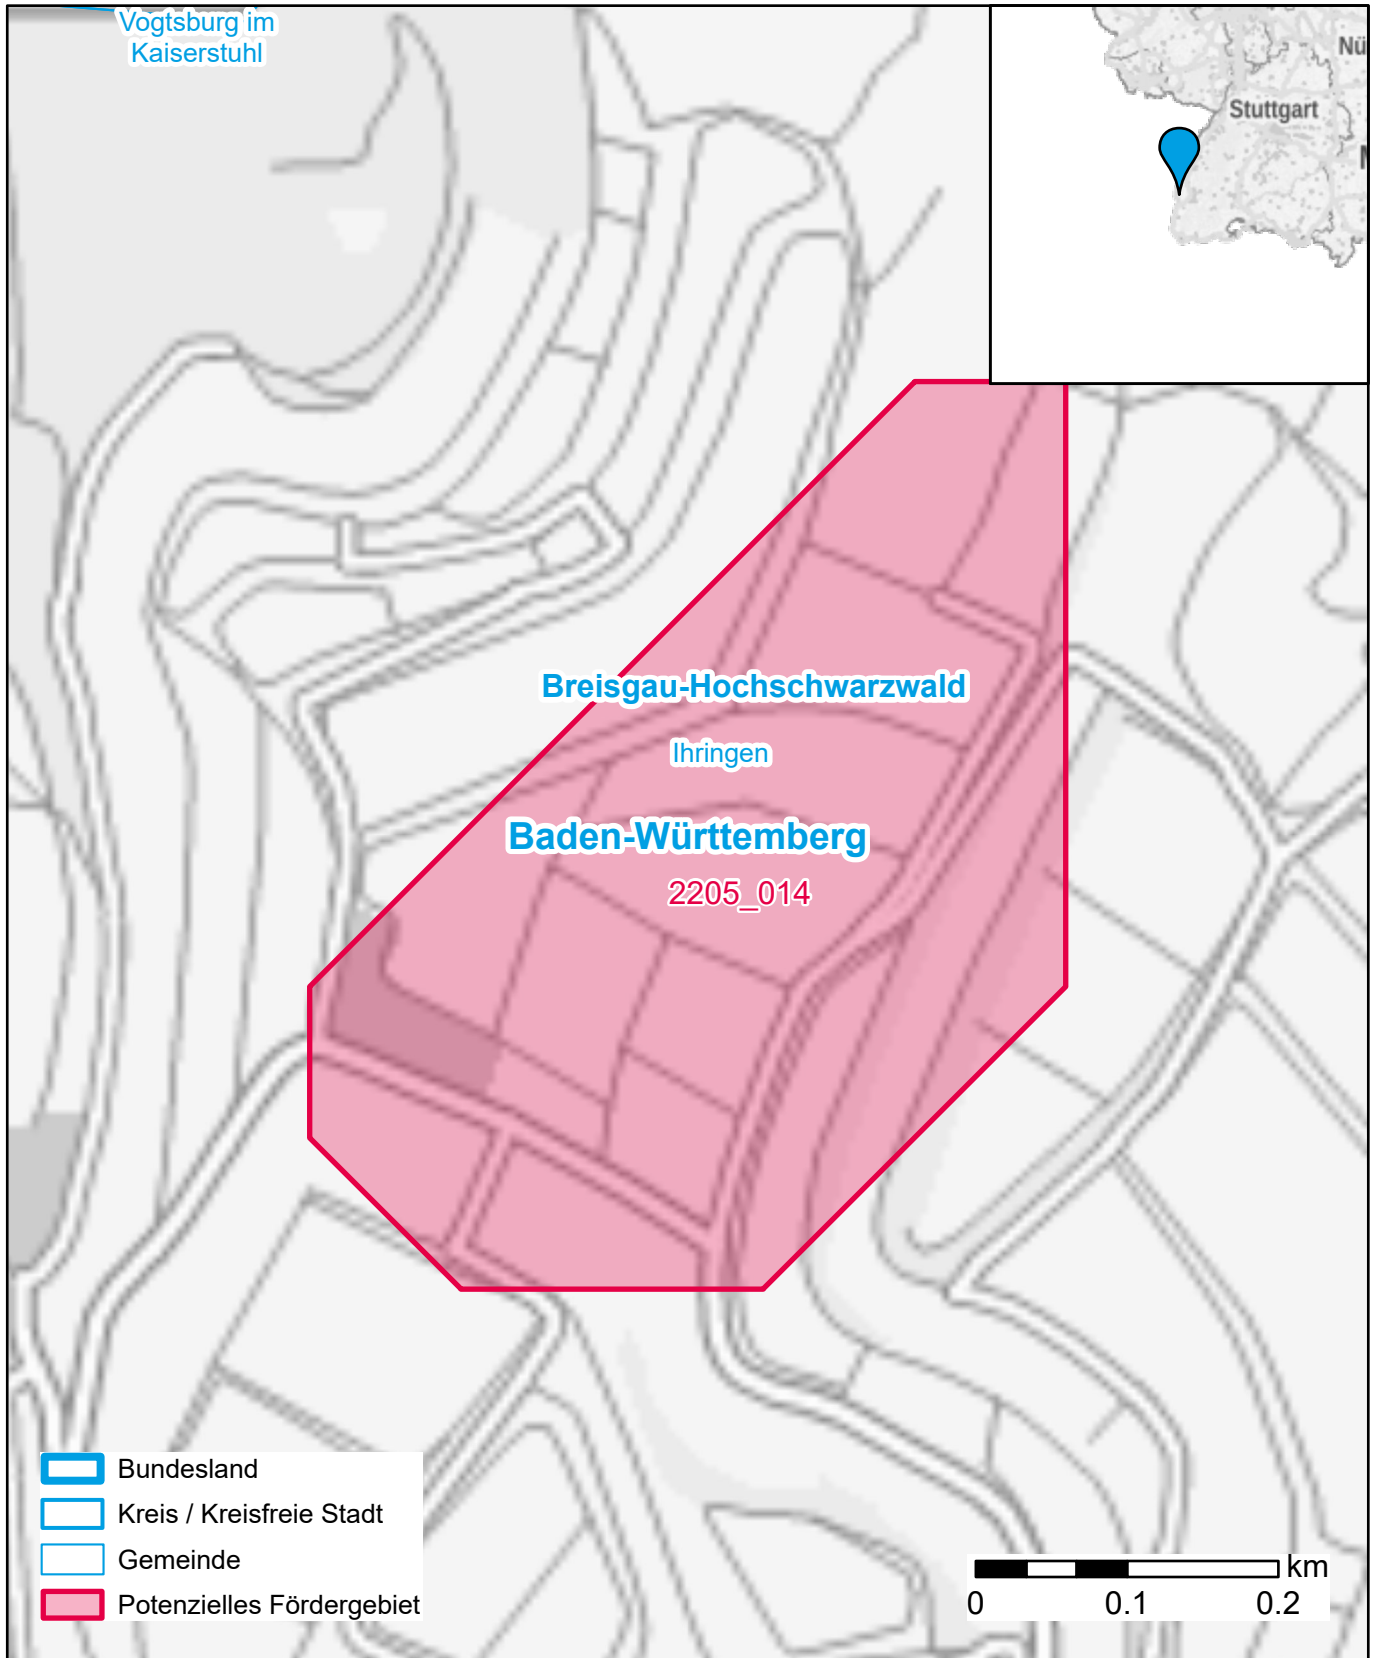 Vogtsburg im
Kaiserstuhl
Nü
Stuttgart
Breisgau-Hochschwarzwald
Ihringen
Baden-Württemberg
2205_014
Bundesland
Kreis / Kreisfreie Stadt
Gemeinde
Potenzielles Fördergebiet
km
0 0.1 0.2